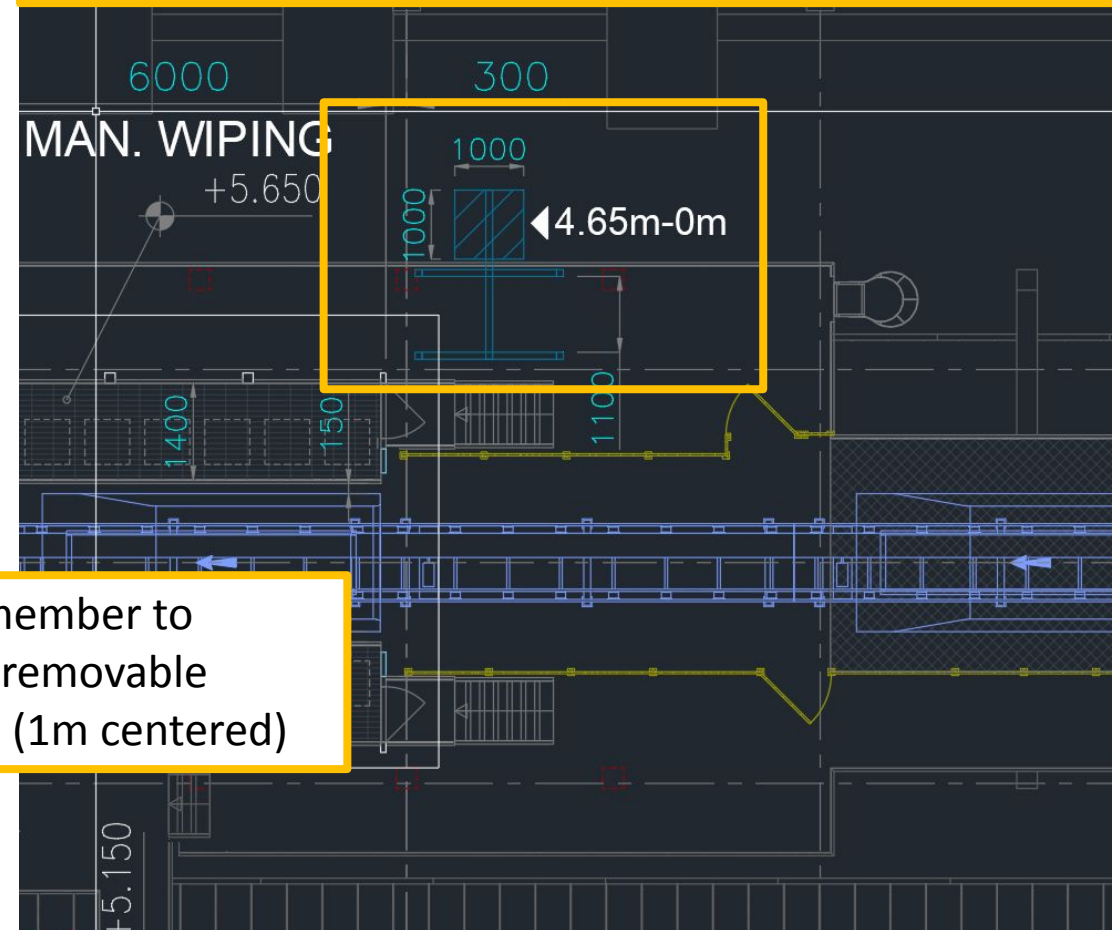 6000
300
MAN. WIPING
1000
+5.650
1000
4.65m-0m
1400
150
1100
member to
removable
(1m centered)
+5.150